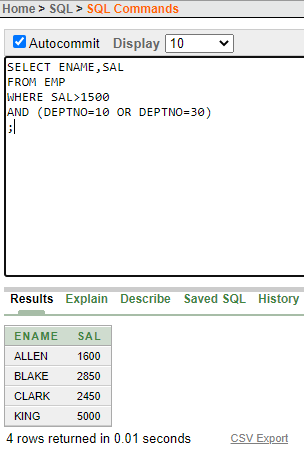 Home > SQL > SQL Commands
Autocommit Display 10
SELECT ENAME,SAL
FROM EMP
WHERE SAL>1500
AND (DEPTNO=10 OR DEPTNO=30)
;
Results Explain Describe Saved SQL History
ENAME SAL
ALLEN 1600
BLAKE 2850
CLARK 2450
KING 5000
4 rows returned in 0.01 seconds CSV Export